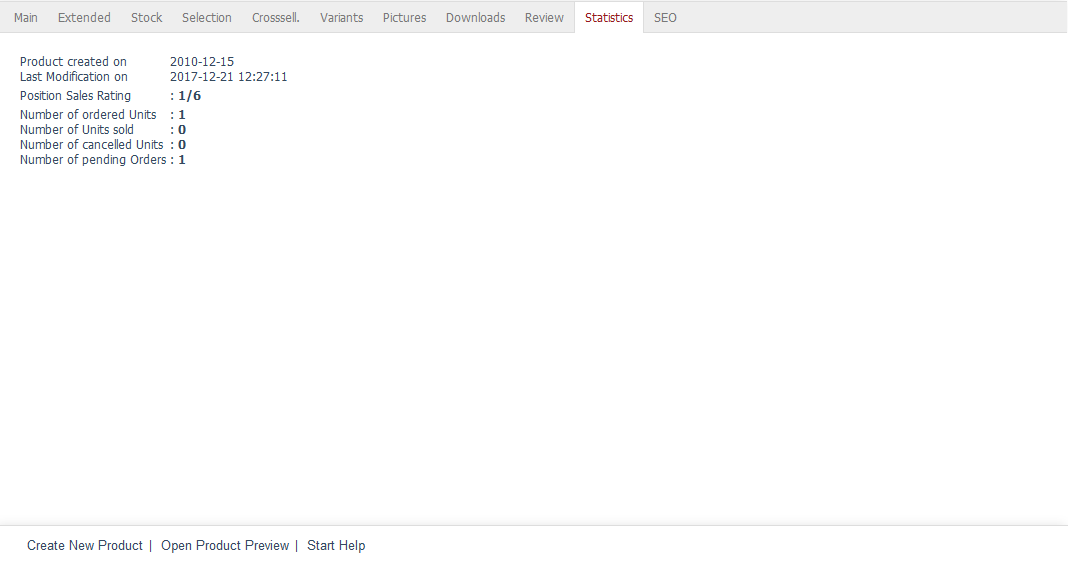 Main Extended Stock Selection Crosssell. Variants Pictures Downloads Review Statistics SEO
Product created on 2010-12-15
Last Modification on 2017-12-21 12:27:11
Position Sales Rating : 1/6
Number of ordered Units : 1
Number of Units sold : 0
Number of cancelled Units : 0
Number of pending Orders : 1
Create New Product | Open Product Preview | Start Help